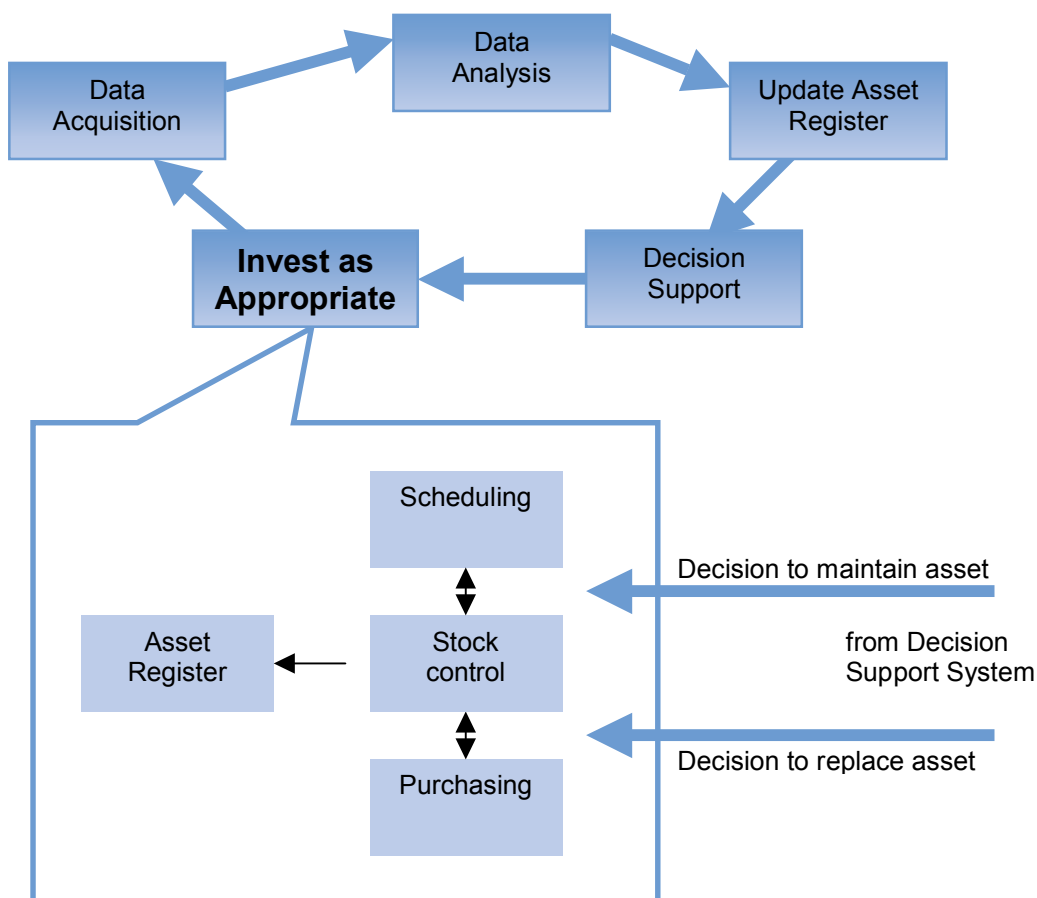 Data
Analysis
Data
Acquisition
Update Asset
Register
Invest as
Appropriate
Decision
Support
Scheduling
Decision to maintain asset
Asset
Register
Stock
control
from Decision
Support System
Decision to replace asset
Purchasing